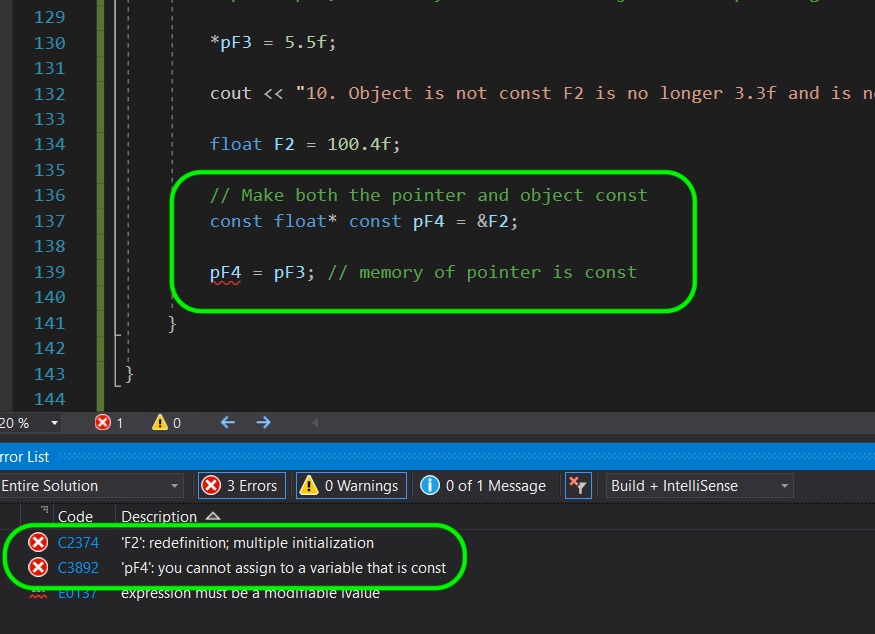 129
130 *pF3 = 5.5f;
131
132 cout << "10. Object is not const F2 is no longer 3.3f and is
133
134 float F2 = 100.4f;
135
136 // Make both the pointer and object const
137 const float* const pF4 = &F2;
138
139 pF4 = pF3; // memory of pointer is const
140
141 }
142
143 }
144
20 % 1 0
rror List
Entire Solution 3 Errors 0 Warnings 0 of 1 Message Build + IntelliSense
Code Description
C2374 'F2': redefinition; multiple initialization
C3892 'pF4': you cannot assign to a variable that is const
abc E0137 expression must be a modifiable lvalue